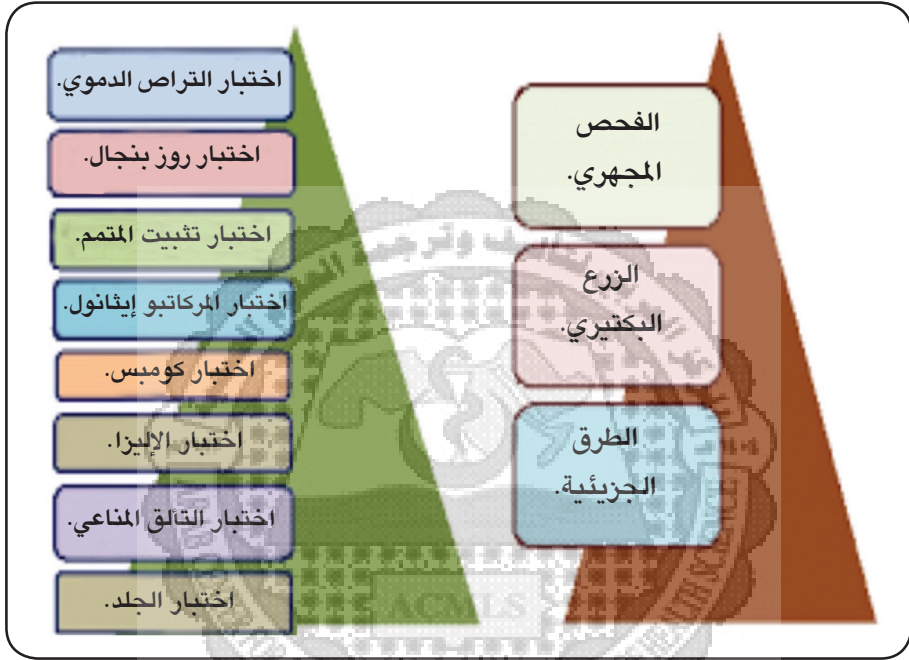 الفحص
المجهري.
الزرع
البكتيري.
الطرق
الجزيئية.
اختبار التراص الدموي.
اختبار روز بنجال.
اختبار تثبيت المتمم.
اختبار المركاتبو إيثانول.
اختبار كومبس.
اختبار الإليزا.
اختبار التألق المناعي.
اختبار الجلد.
ACMLS